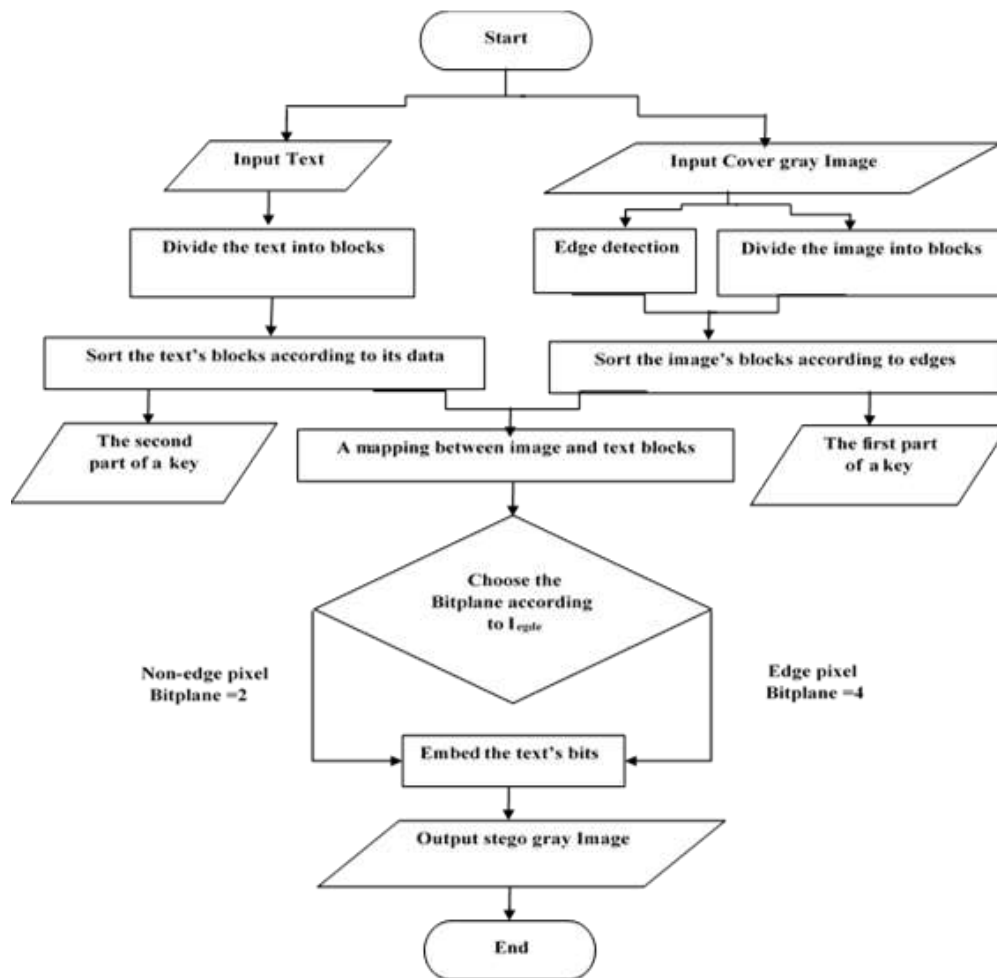 Start
Input Text
Input Cover gray Image
Divide the text into blocks
Edge detection
Divide the image into blocks
Sort the text's blocks according to its data
Sort the image's blocks according to edges
The second
part of a key
A mapping between image and text blocks
The first part
of a key
Choose the
Bitplane according
to Iegde
Non-edge pixel
Bitplane =2
Edge pixel
Bitplane =4
Embed the text's bits
Output stego gray Image
End